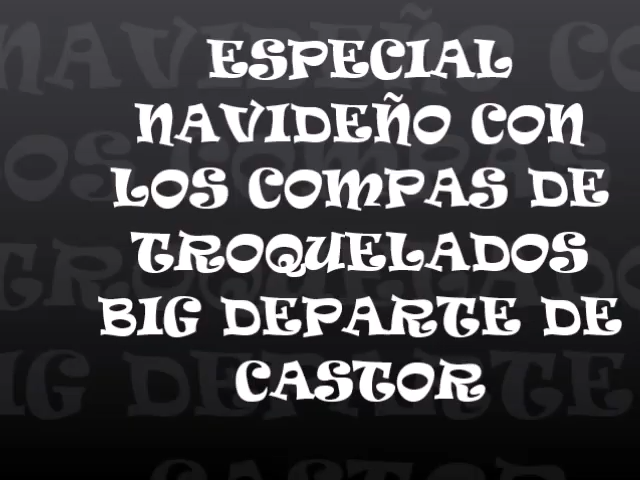 ESPECIAL
NAVIDEÑO CON
LOS COMPAS DE
TROQUELADOS
BIG DEPARTE DE
CASTOR